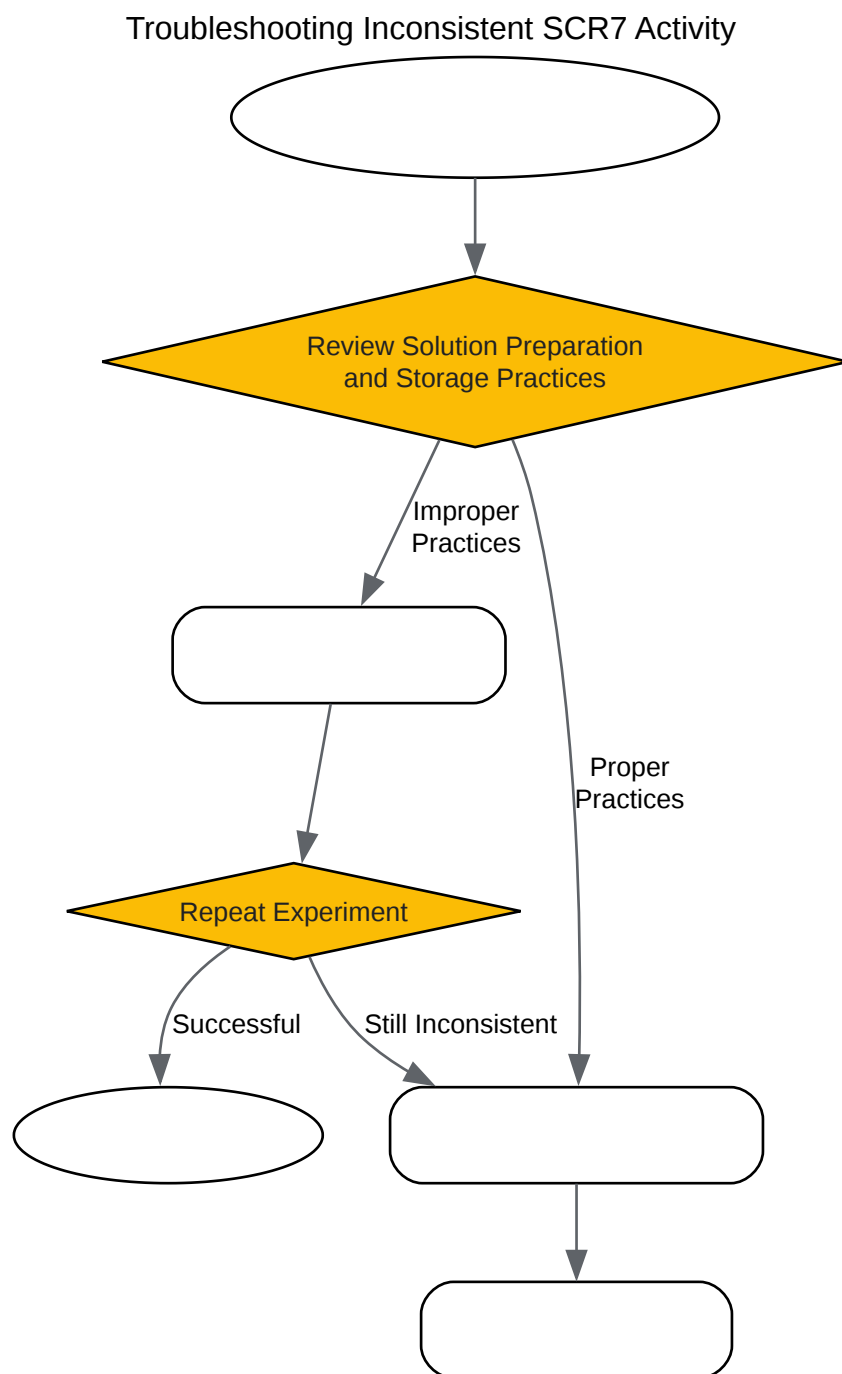 Troubleshooting Inconsistent SCR7 Activity
Review Solution Preparation
and Storage Practices
Improper
Practices
Proper
Practices
Repeat Experiment
Successful
Still Inconsistent